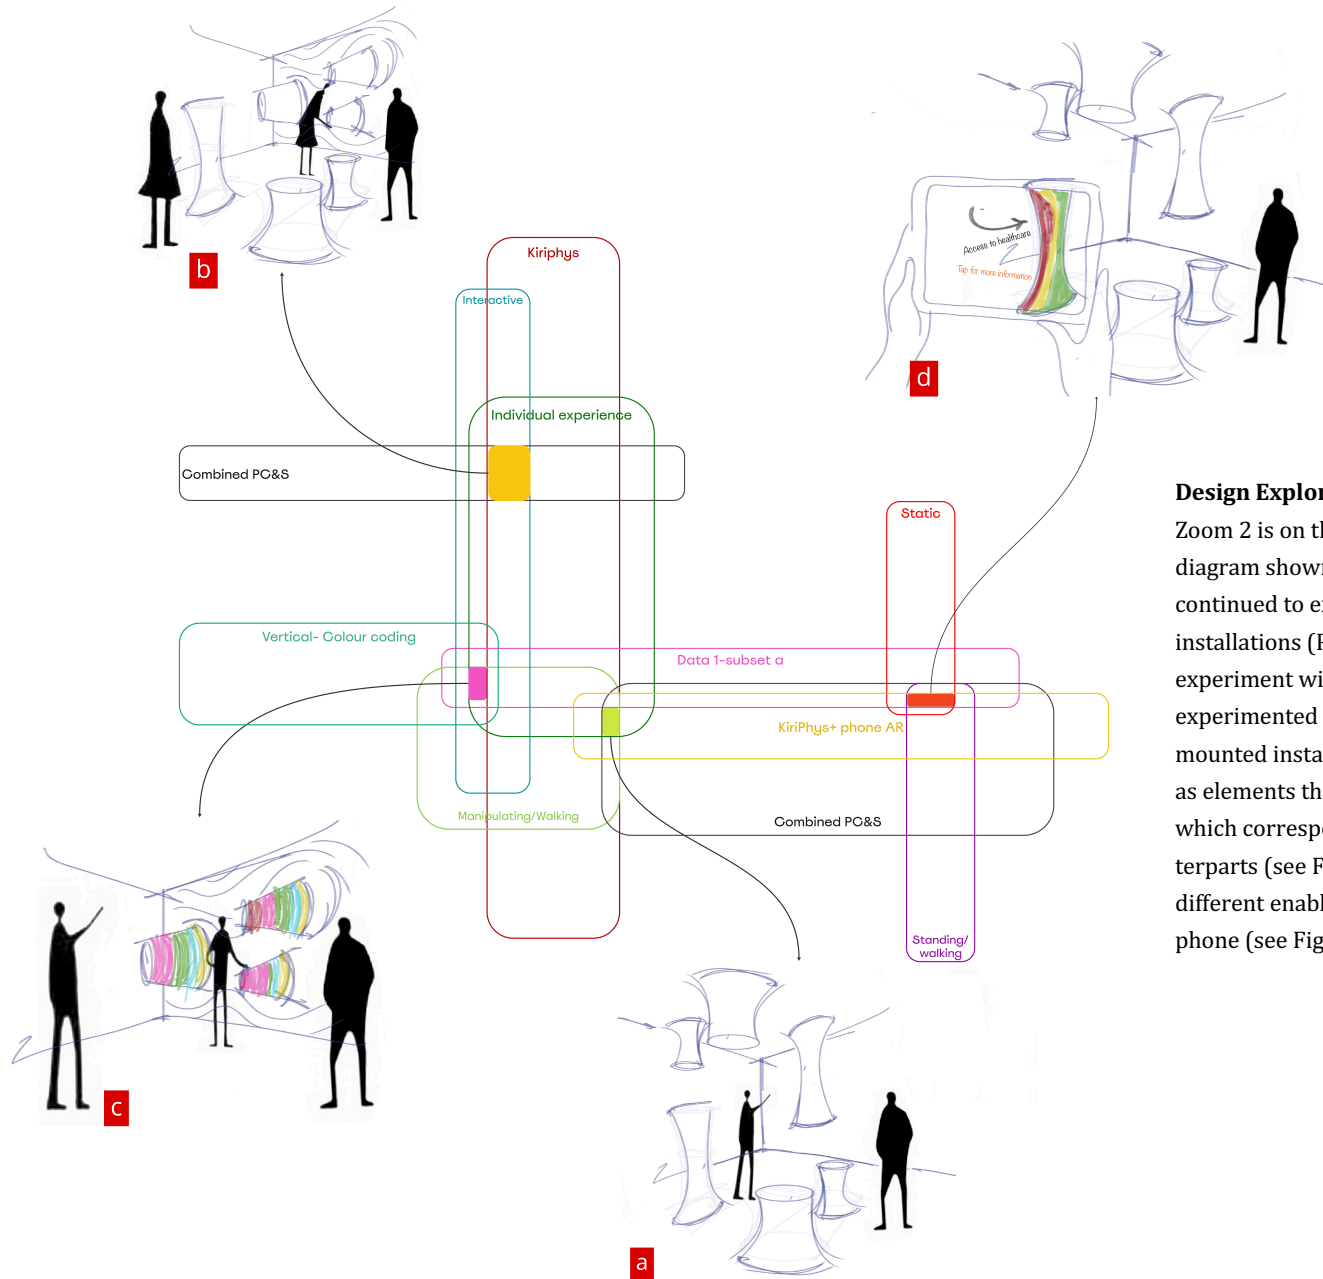 b
Kiriphys
Interactive
Access to healthcare
Tap for more information
d
Individual experience
Combined PC&S
Static
Vertical- Colour coding
Data 1-subset a
KiriPhys+ phone AR
Manipulating/Walking
Combined PC&S
Standing/
walking
c
a
Design Explor
Zoom 2 is on th
diagram shown
continued to ex
installations (F
experiment wi
experimented
mounted insta
as elements th
which correspo
terparts (see F
different enabl
phone (see Fig